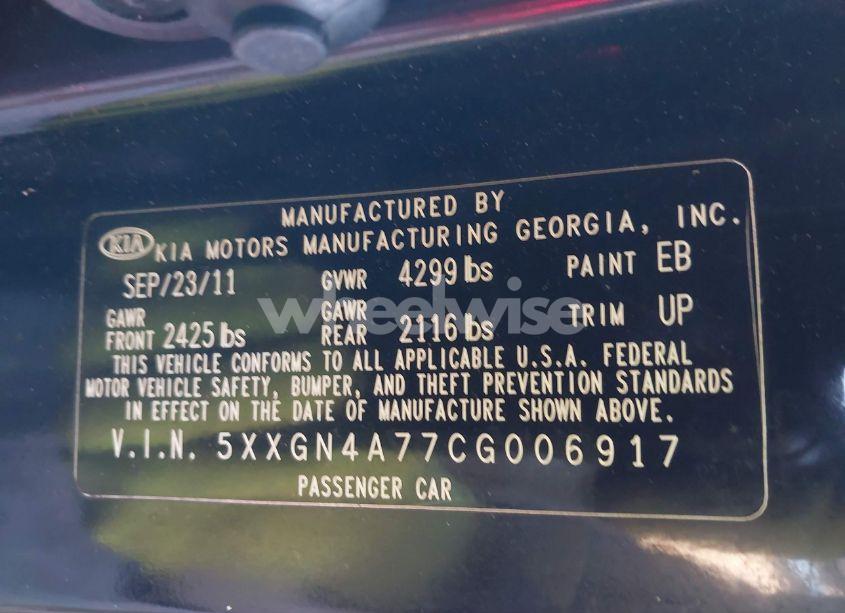 MANUFACTURED BY
KIA KIA MOTORS MANUFACTURING GEORGIA, INC.
SEP/23/11 GVWR 4299 lbs PAINT EB
GAWR FRONT 2425 lbs GAWR REAR 2116 lbs TRIM UP
THIS VEHICLE CONFORMS TO ALL APPLICABLE U.S.A. FEDERAL
MOTOR VEHICLE SAFETY, BUMPER, AND THEFT PREVENTION STANDARDS
IN EFFECT ON THE DATE OF MANUFACTURE SHOWN ABOVE.
V.I.N. 5XXGN4A77CG006917
PASSENGER CAR
wheelwise